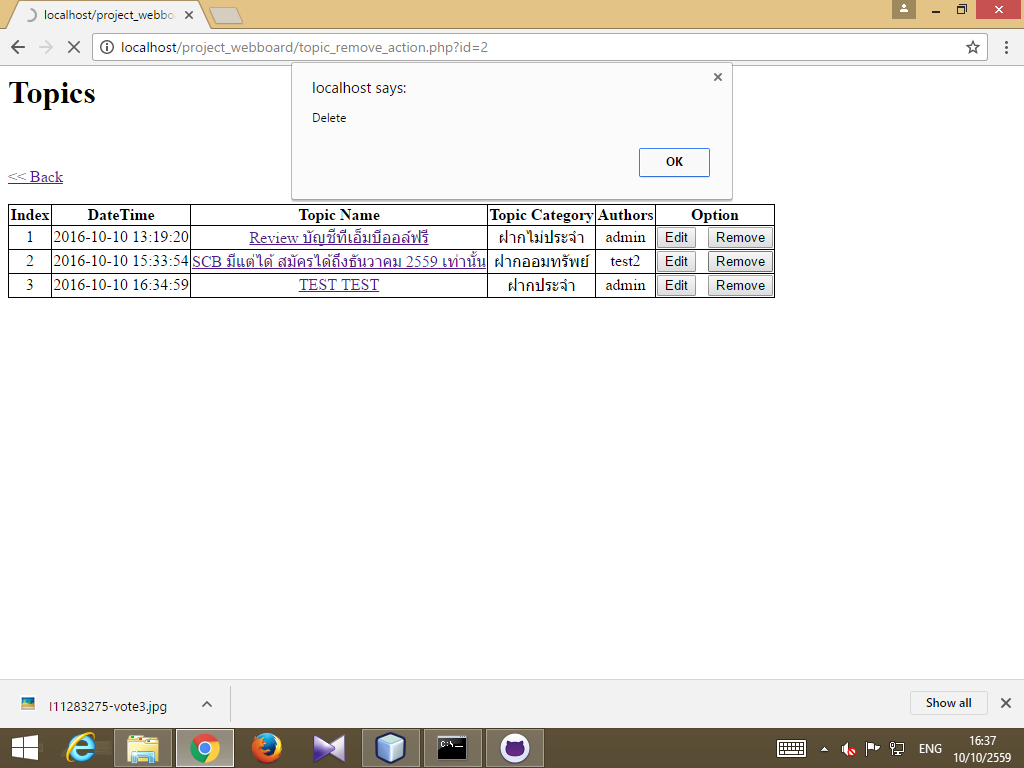 localhost/project_webbo
localhost/project_webboard/topic_remove_action.php?id=2
localhost says:
Delete
OK
Topics
<< Back
Index DateTime Topic Name Topic Category Authors Option
1 2016-10-10 13:19:20 Review บัญชีทีเอ็มบีออล์ฟรี ฝากไม่ประจำ admin Edit Remove
2 2016-10-10 15:33:54 SCB มีแต่ได้ สมัครได้ถึงธันวาคม 2559 เท่านั้น ฝากออมทรัพย์ test2 Edit Remove
3 2016-10-10 16:34:59 TEST TEST ฝากประจำ admin Edit Remove
I11283275-vote3.jpg
Show all
C:\_
ENG
16:37
10/10/2559